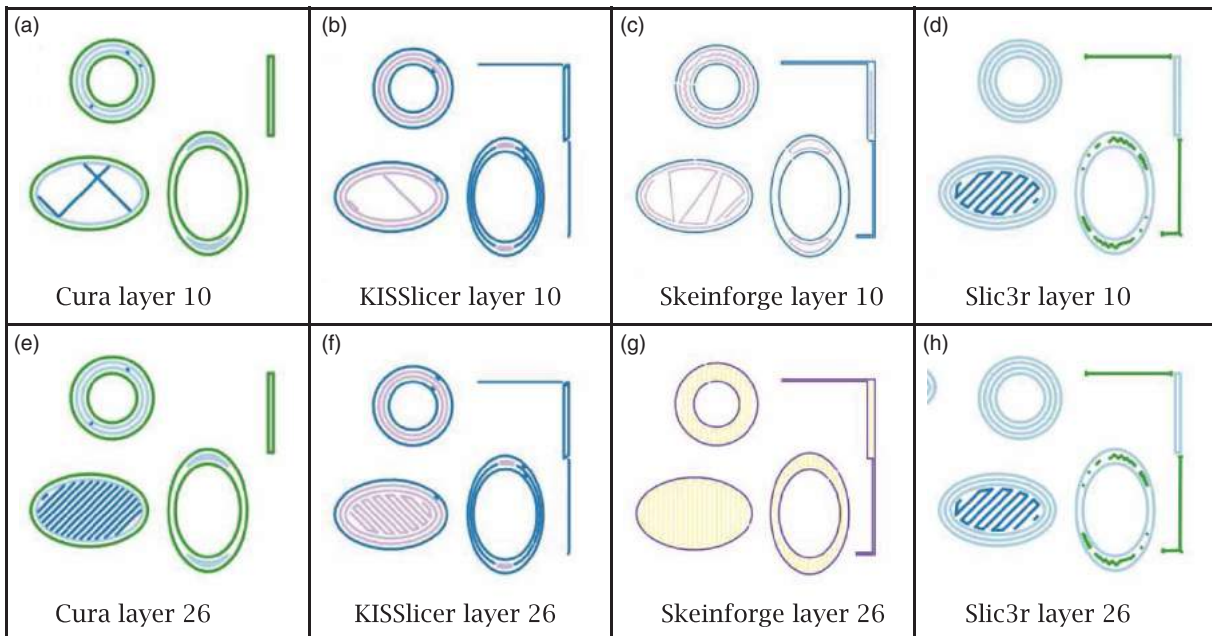 (a)
(b)
(c)
(d)
Cura layer 10
KISSlicer layer 10
Skeinforge layer 10
Slic3r layer 10
(e)
(f)
(g)
(h)
Cura layer 26
KISSlicer layer 26
Skeinforge layer 26
Slic3r layer 26